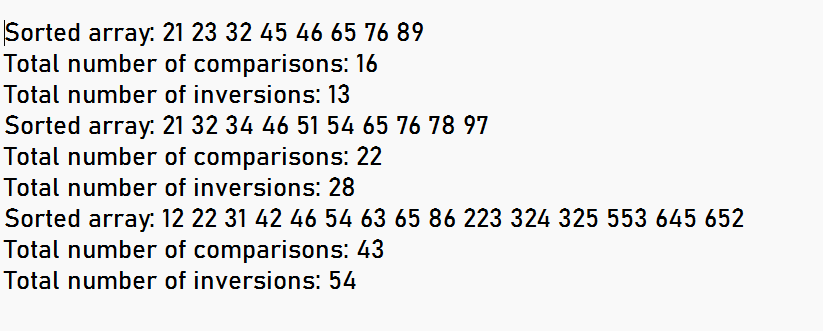 Sorted array: 21 23 32 45 46 65 76 89
Total number of comparisons: 16
Total number of inversions: 13
Sorted array: 21 32 34 46 51 54 65 76 78 97
Total number of comparisons: 22
Total number of inversions: 28
Sorted array: 12 22 31 42 46 54 63 65 86 223 324 325 553 645 652
Total number of comparisons: 43
Total number of inversions: 54